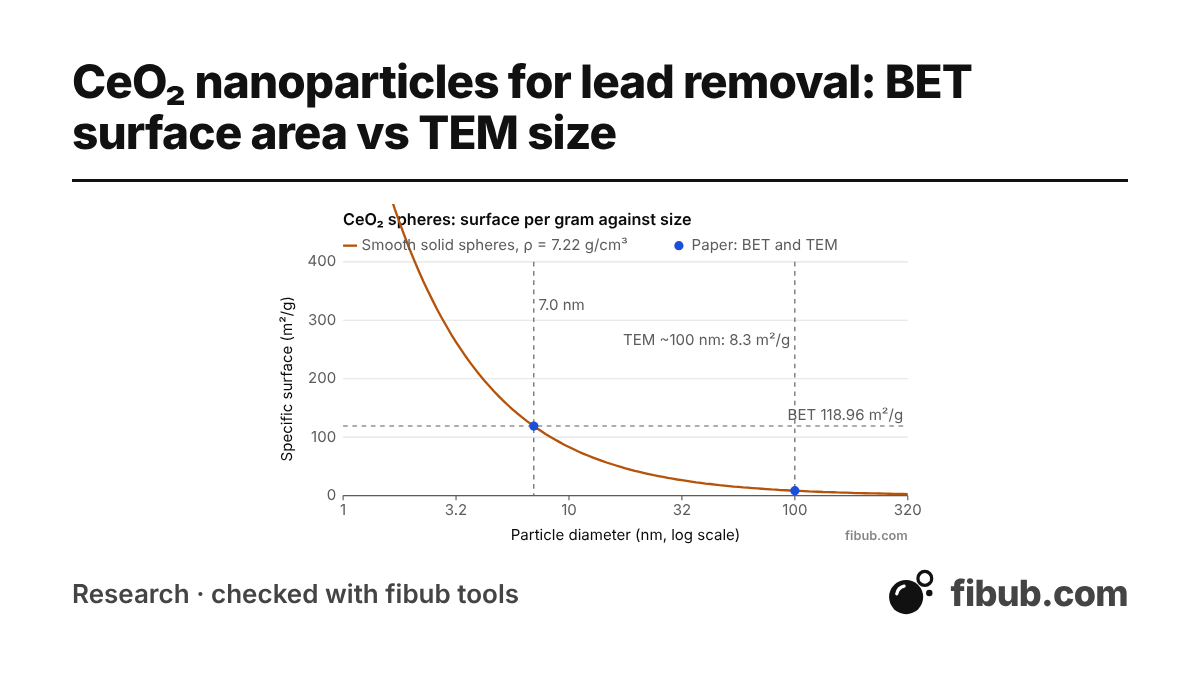 CeO₂ nanoparticles for lead removal: BET
surface area vs TEM size
CeO₂ spheres: surface per gram against size
Smooth solid spheres, ρ = 7.22 g/cm³
Paper: BET and TEM
400
300
200
100
0
Specific surface (m²/g)
7.0 nm
TEM ~100 nm: 8.3 m²/g
BET 118.96 m²/g
1
3.2
10
32
100
320
Particle diameter (nm, log scale)
fibub.com
Research · checked with fibub tools
fibub.com